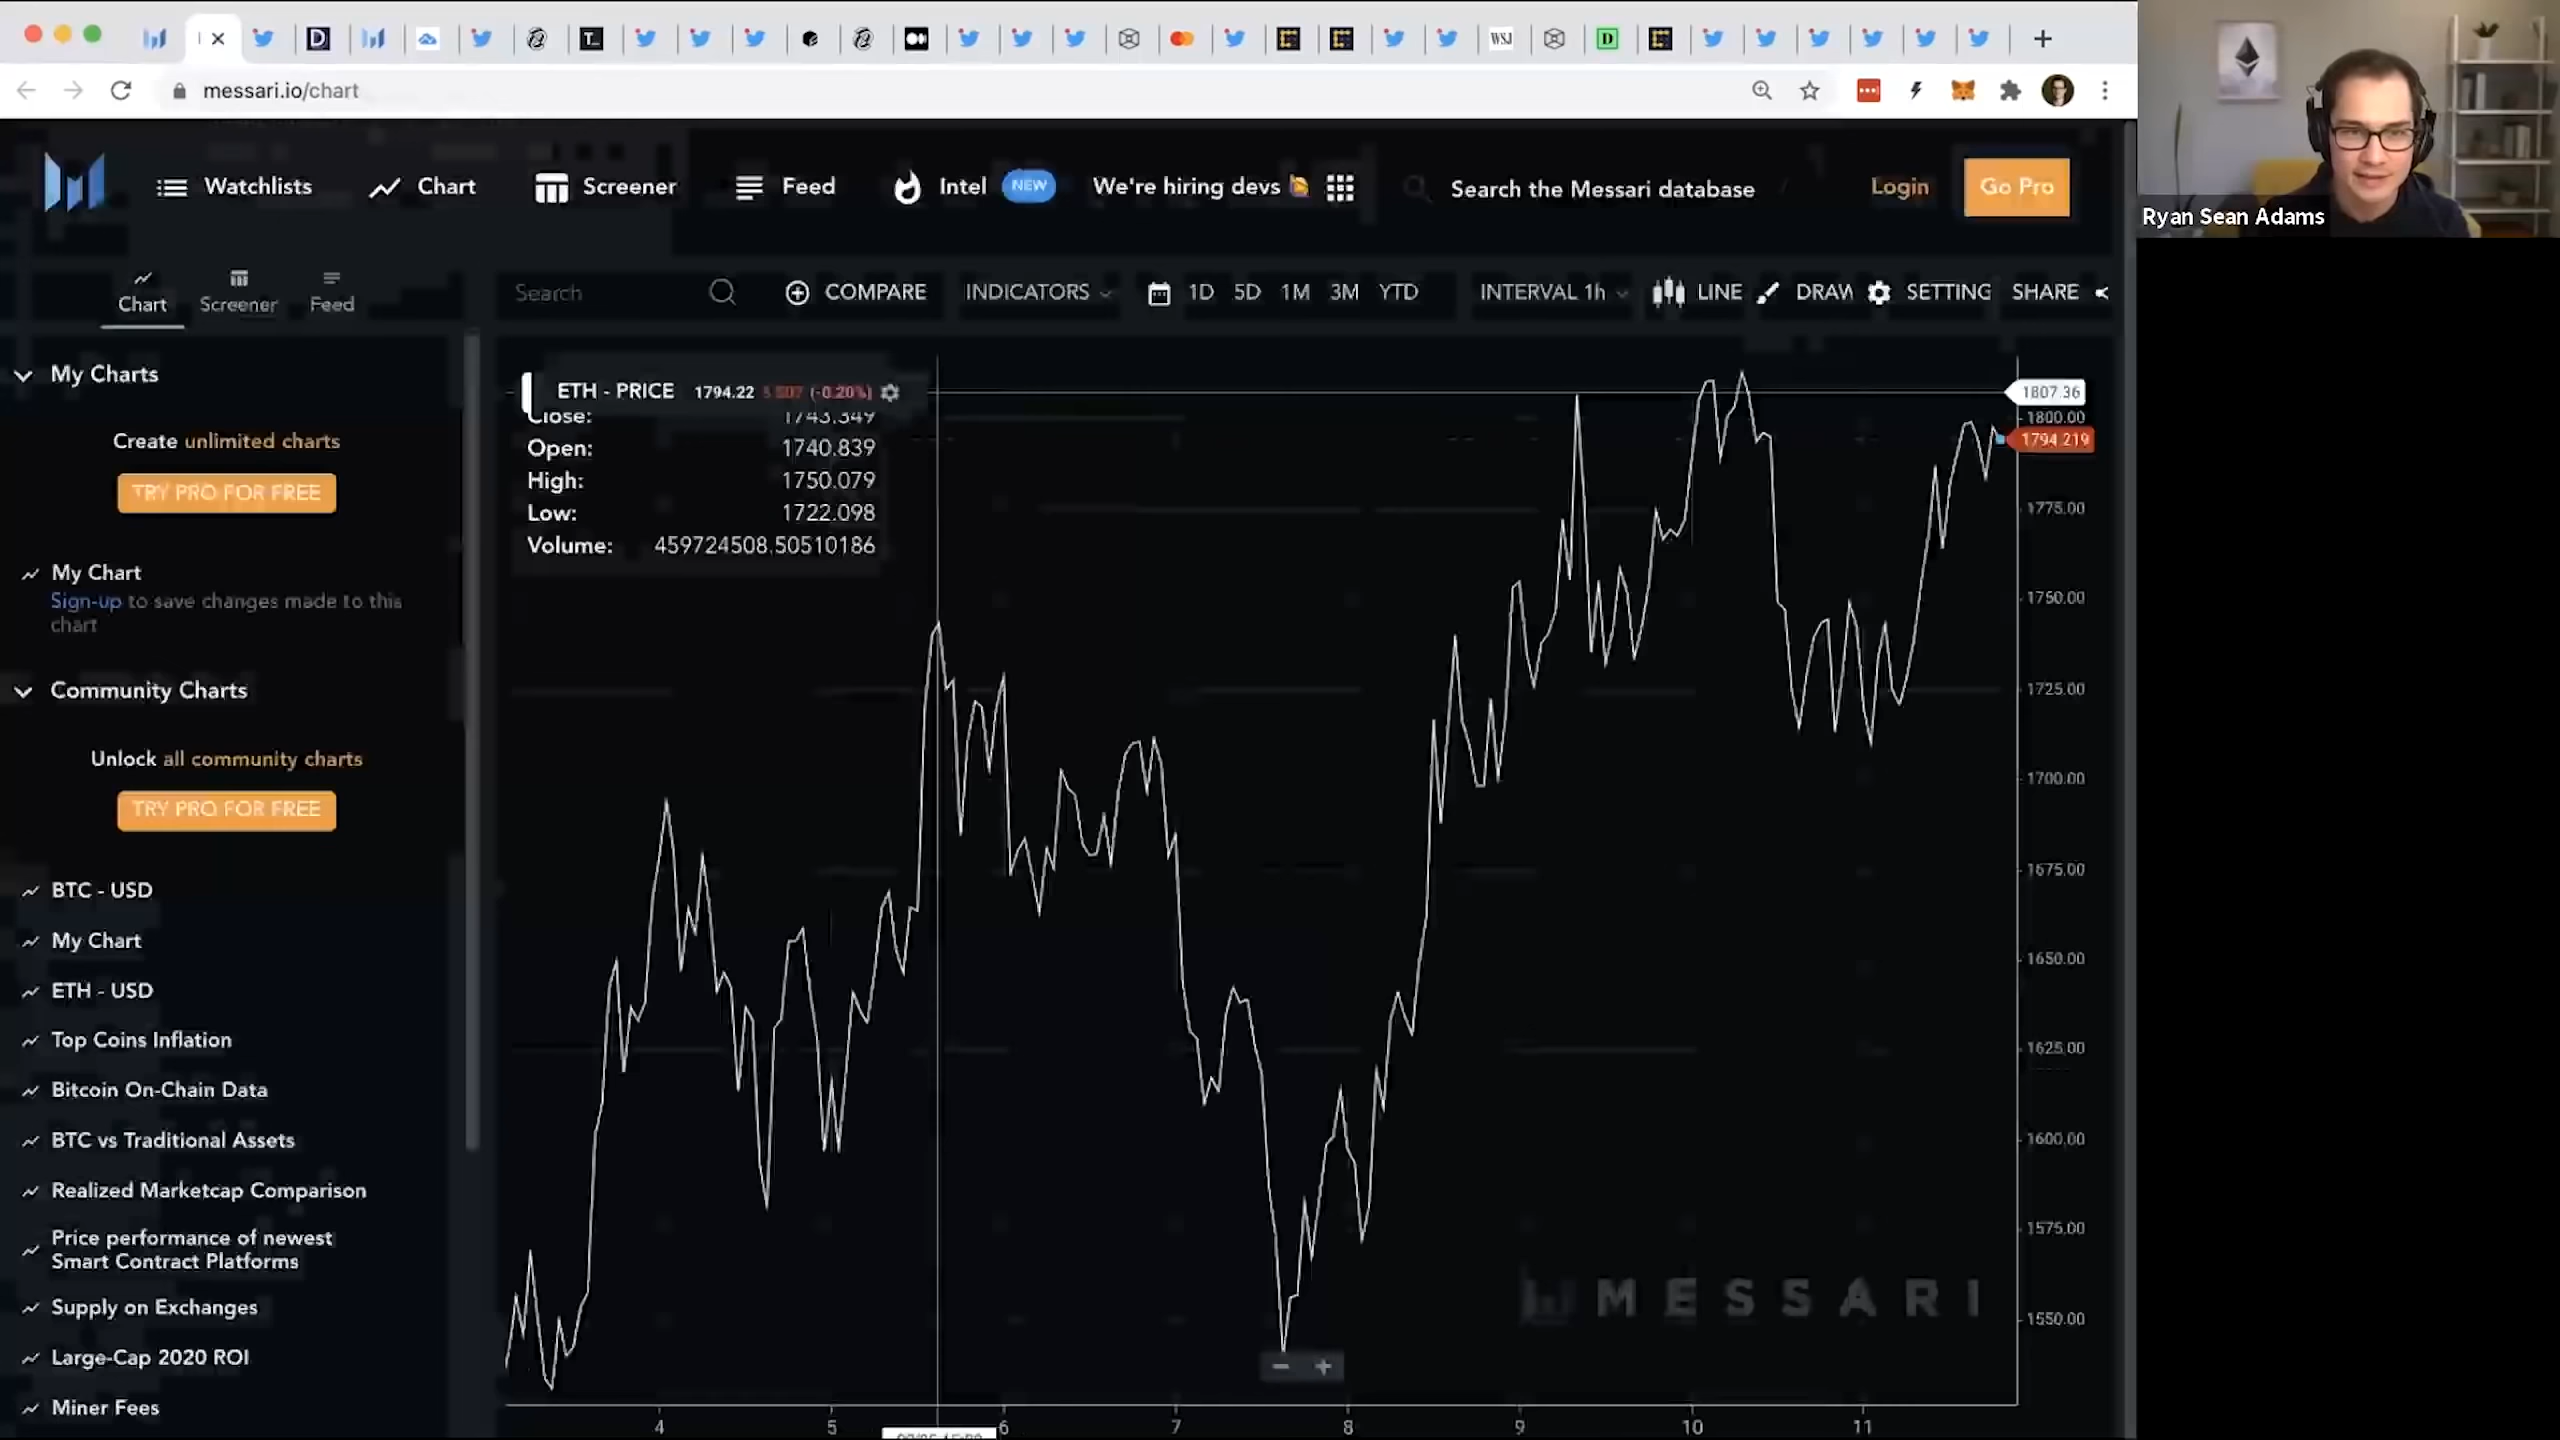 messari.io/chart
WSJ
Watchlists
Chart
Screener
Feed
Intel NEW
We're hiring devs
Search the Messari database
Login
Go Pro
Ryan Sean Adams
Chart
Screener
Feed
Search
COMPARE
INDICATORS
1D
5D
1M
3M
YTD
INTERVAL 1h
LINE
DRAW
SETTING
SHARE
My Charts
Create unlimited charts
TRY PRO FOR FREE
My Chart
Sign-up to save changes made to this
chart
Community Charts
Unlock all community charts
TRY PRO FOR FREE
BTC - USD
My Chart
ETH - USD
Top Coins Inflation
Bitcoin On-Chain Data
BTC vs Traditional Assets
Realized Marketcap Comparison
Price performance of newest
Smart Contract Platforms
Supply on Exchanges
Large-Cap 2020 ROI
Miner Fees
ETH - PRICE 1794.22 (-0.20%)
Close: 1743.349
Open: 1740.839
High: 1750.079
Low: 1722.098
Volume: 459724508.50510186
1807.36
1800.00
1794.219
1775.00
1750.00
1725.00
1700.00
1675.00
1650.00
1625.00
1600.00
1575.00
1550.00
MESSARI
4
5
6
7
8
9
10
11